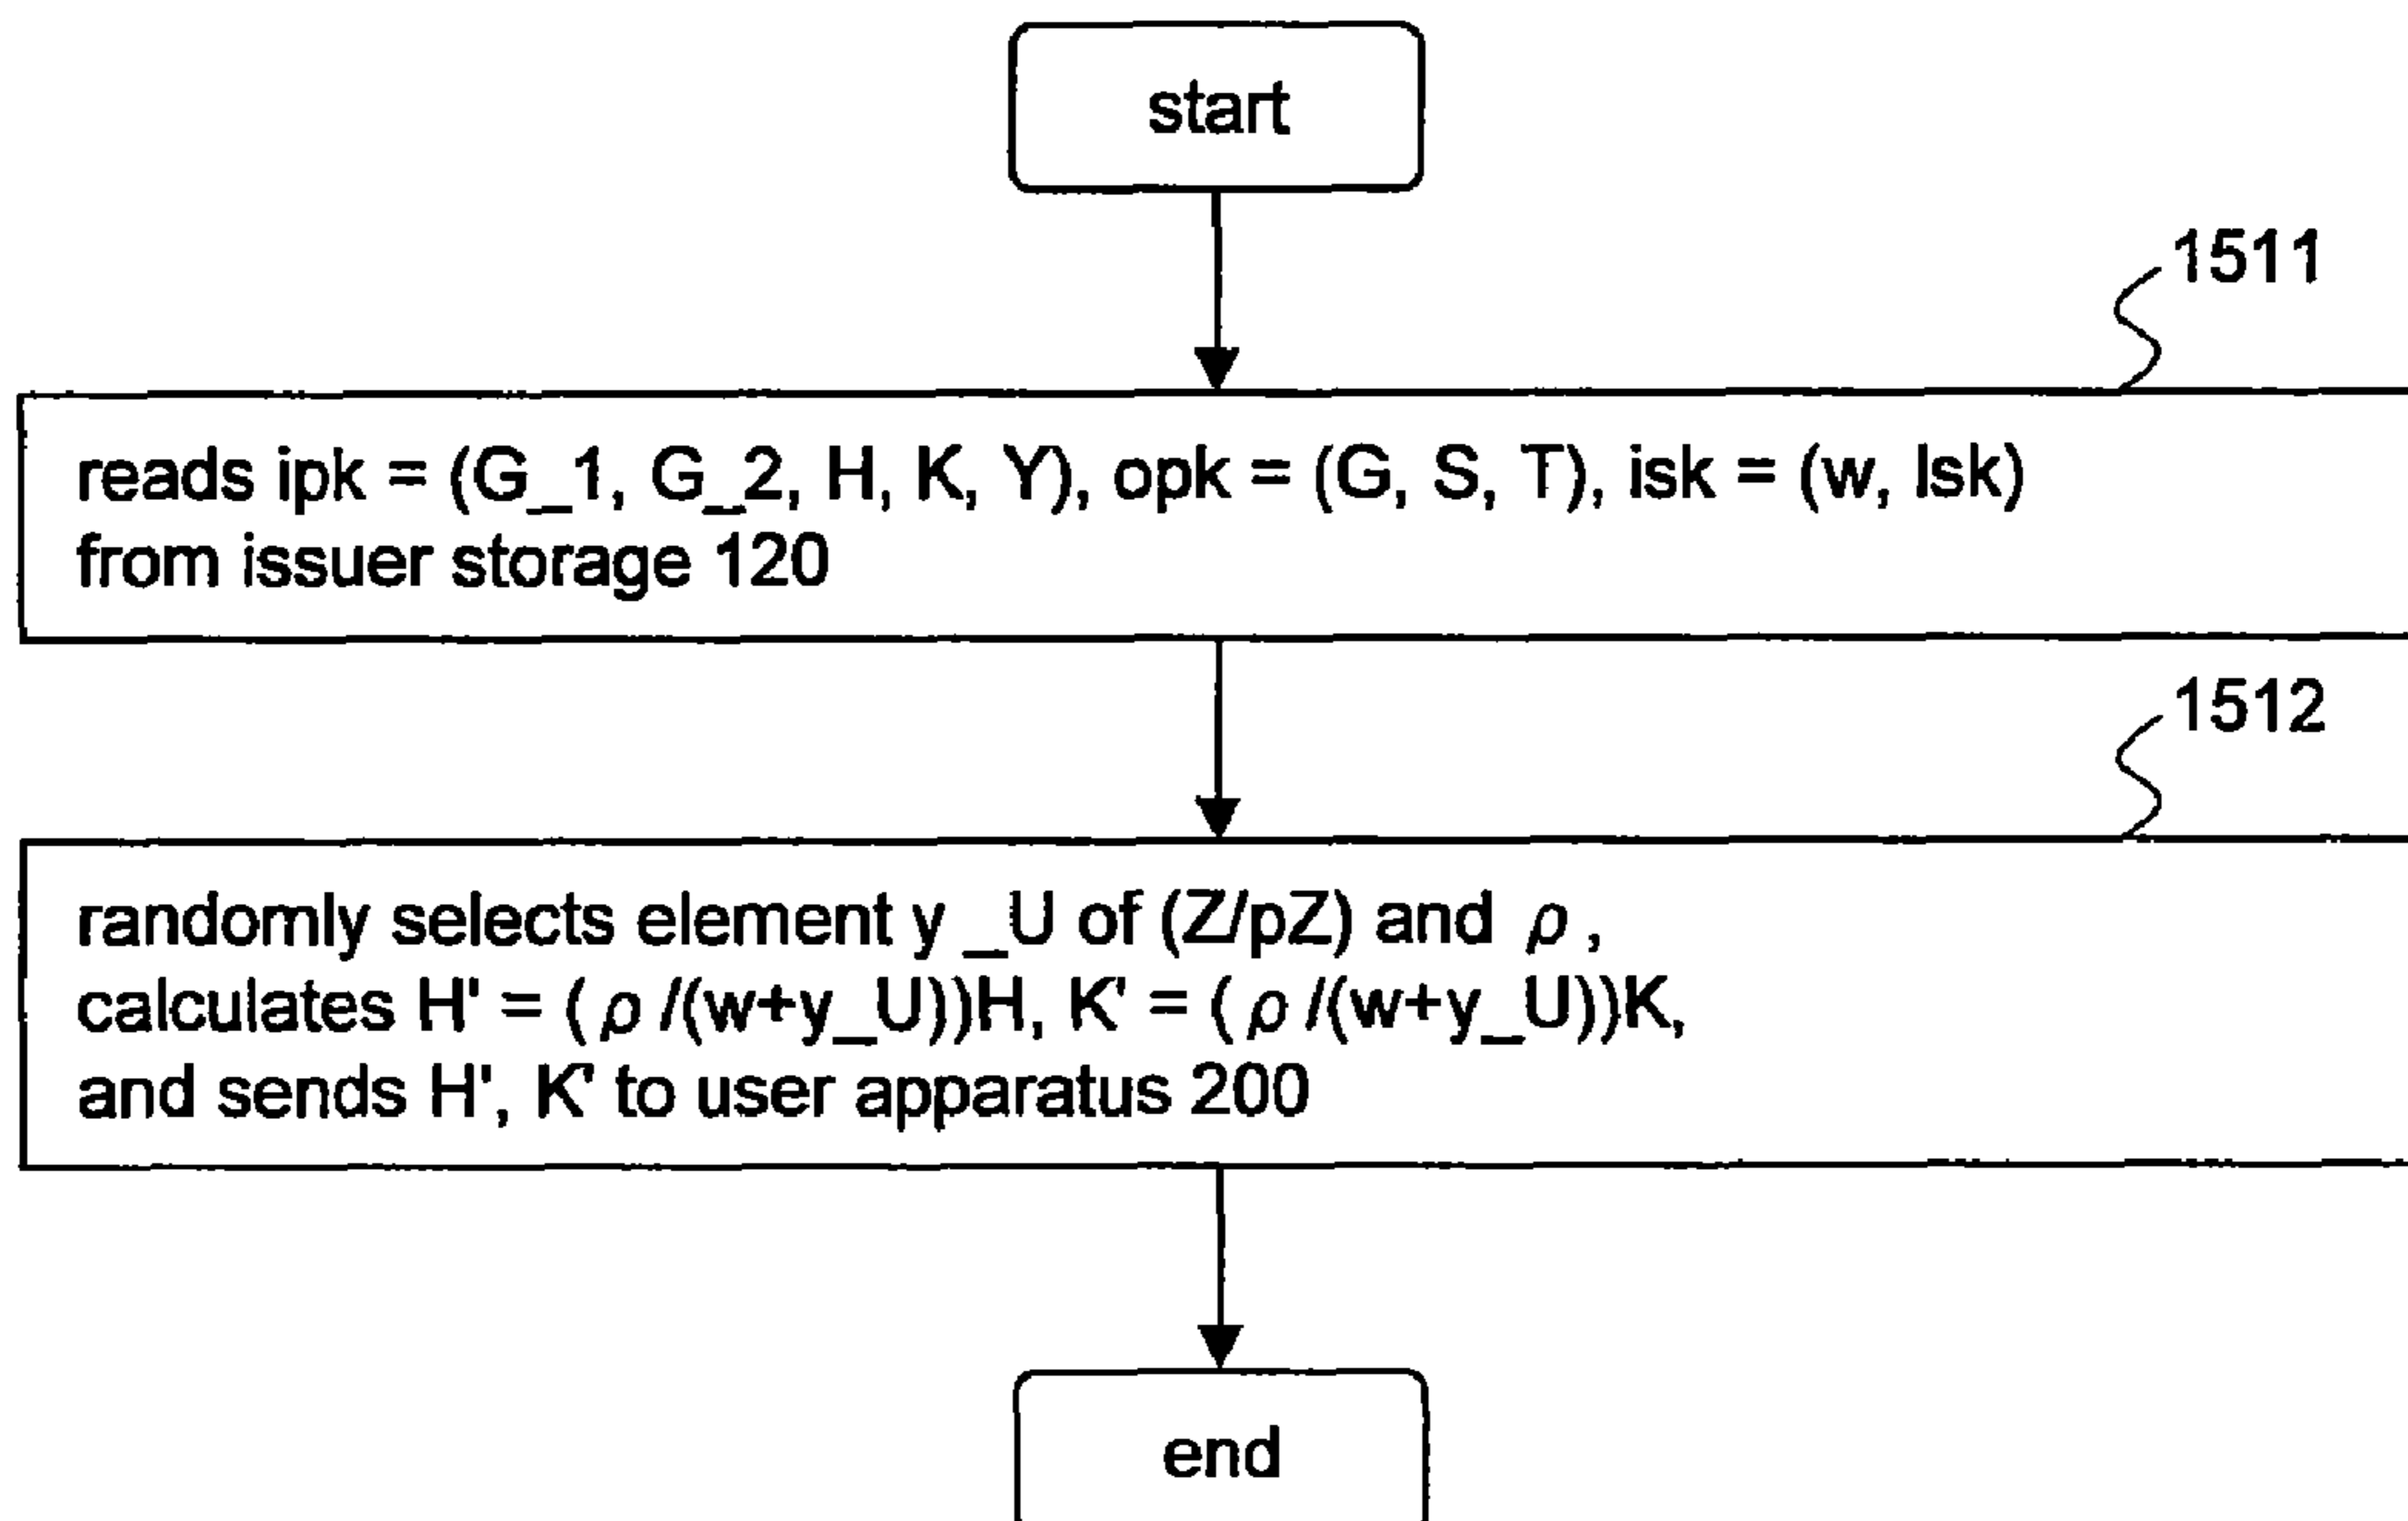 start
1511
reads ipk = (G_1, G_2, H, K, Y), opk = (G, S, T), isk = (w, Isk)
from issuer storage 120
1512
randomly selects element y_U of (Z/pZ) and ρ,
calculates H' = (ρ/(w+y_U))H, K' = (ρ/(w+y_U))K,
and sends H', K' to user apparatus 200
end